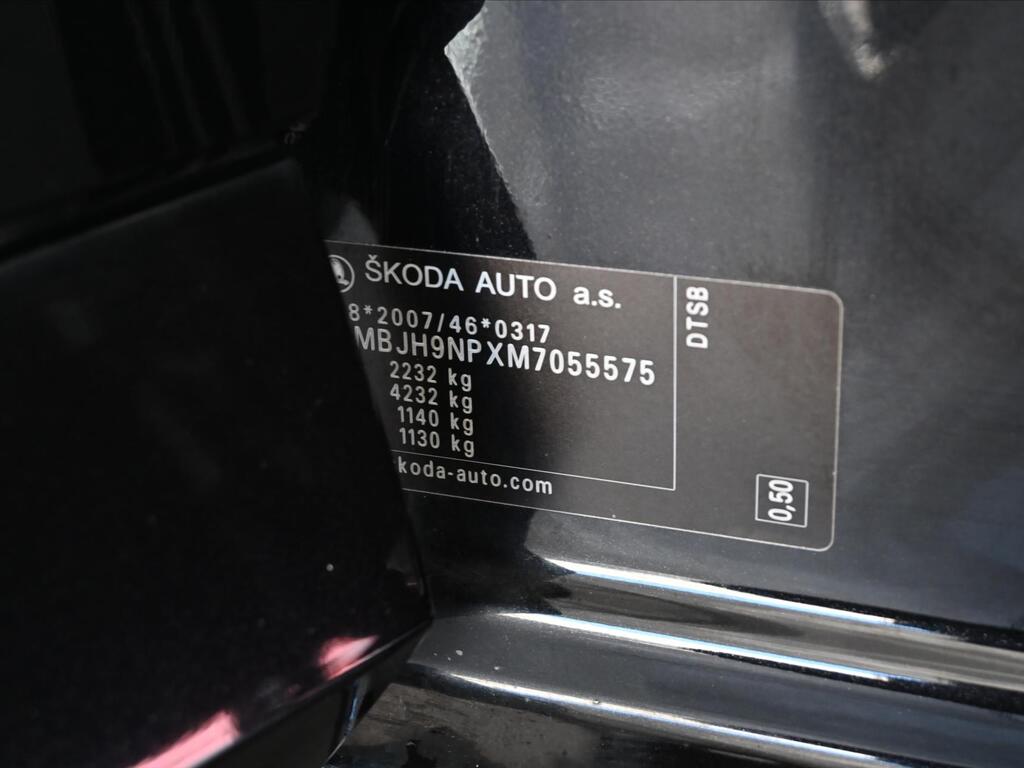 ŠKODA AUTO a.s.
8*2007/46*0317
MBJH9NPXM7055575
2232 kg
4232 kg
1140 kg
1130 kg
koda-auto.com
DTSB
0,50